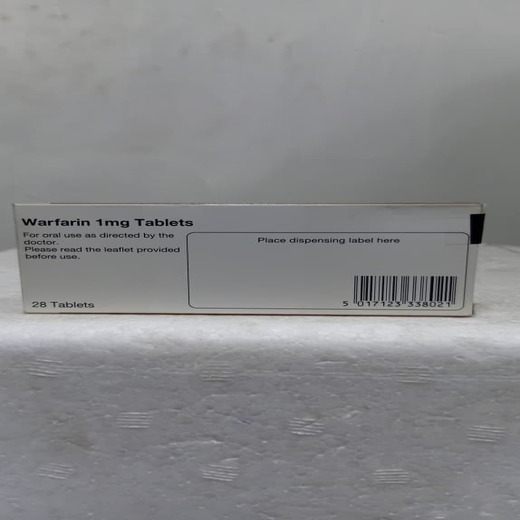 Warfarin 1mg Tablets
For oral use as directed by the
doctor.
Please read the leaflet provided
before use.
Place dispensing label here
28 Tablets
5 017123 338021